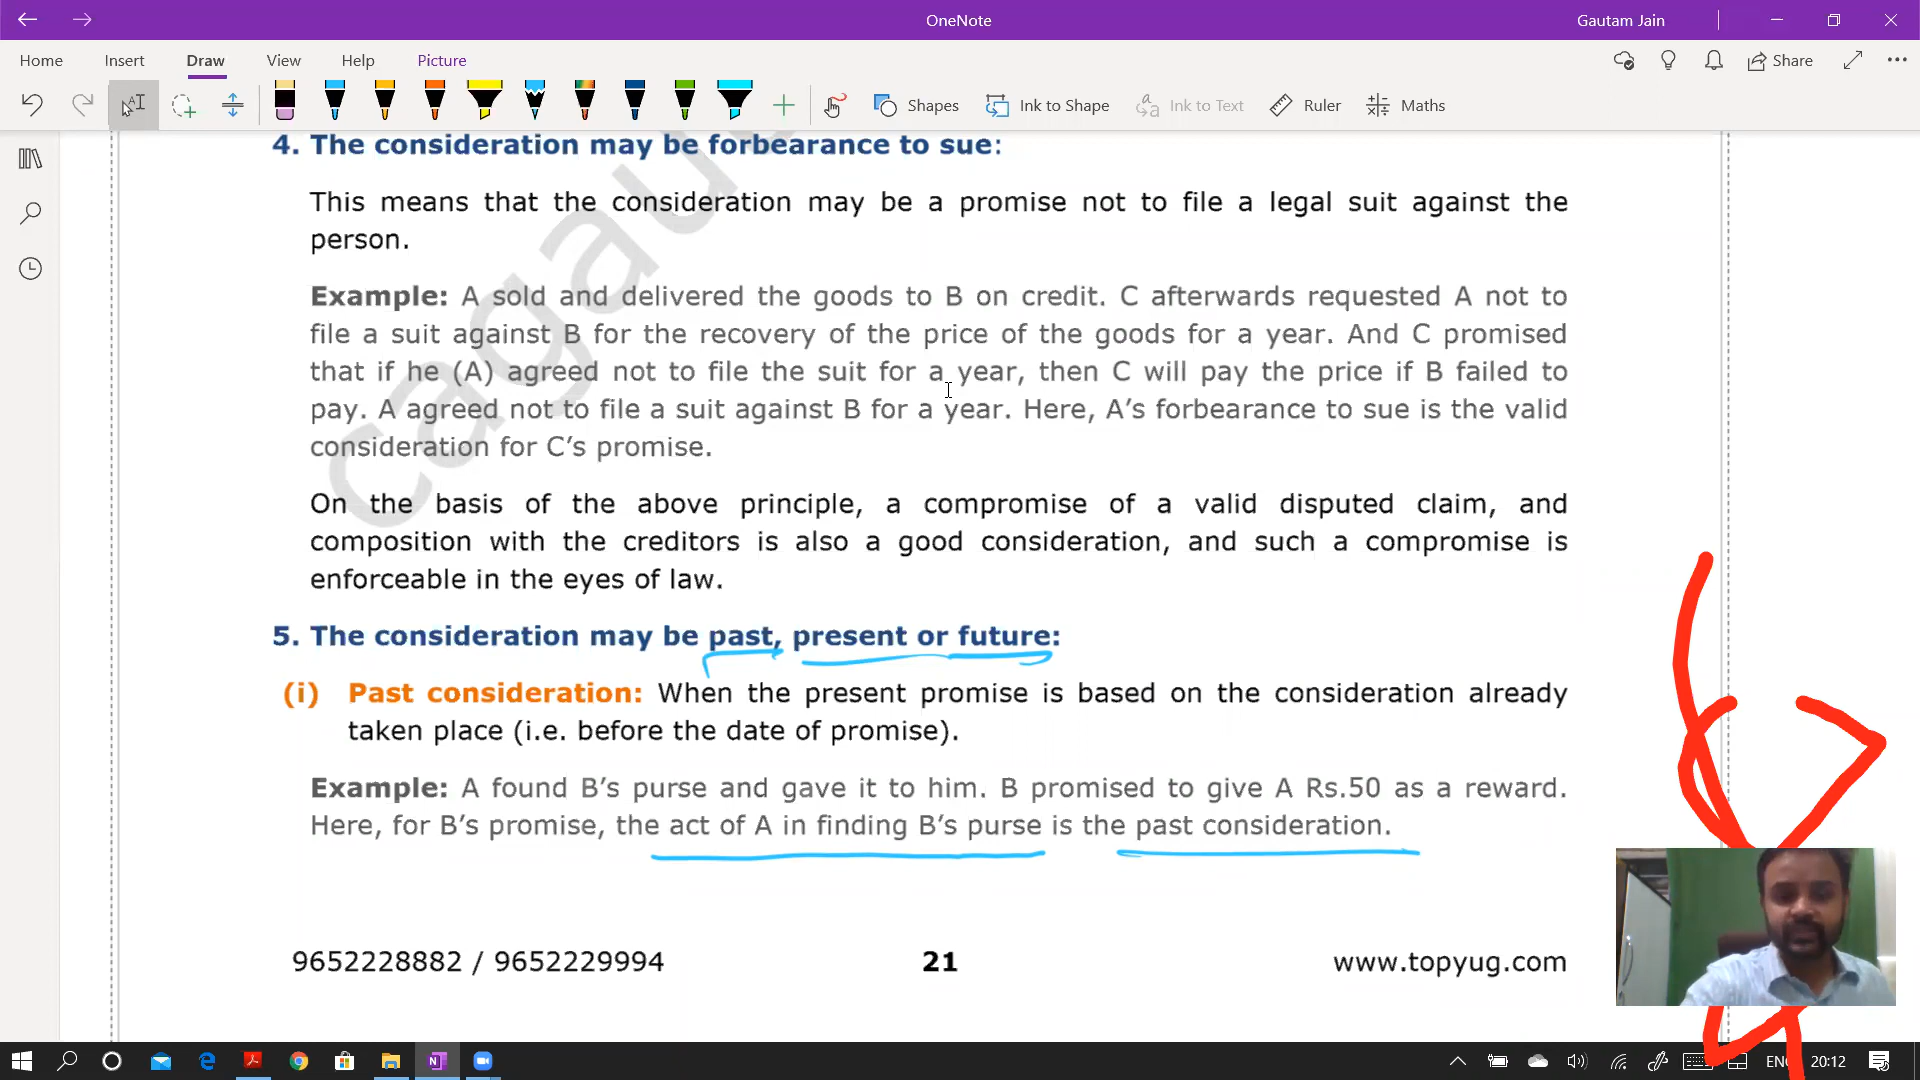 OneNote
Gautam Jain
Home Insert Draw View Help Picture
Share
Shapes Ink to Shape Ink to Text Ruler Maths
4. The consideration may be forbearance to sue:
This means that the consideration may be a promise not to file a legal suit against the
person.
Example: A sold and delivered the goods to B on credit. C afterwards requested A not to
file a suit against B for the recovery of the price of the goods for a year. And C promised
that if he (A) agreed not to file the suit for a year, then C will pay the price if B failed to
pay. A agreed not to file a suit against B for a year. Here, A’s forbearance to sue is the valid
consideration for C’s promise.
On the basis of the above principle, a compromise of a valid disputed claim, and
composition with the creditors is also a good consideration, and such a compromise is
enforceable in the eyes of law.
5. The consideration may be past, present or future:
(i) Past consideration: When the present promise is based on the consideration already
taken place (i.e. before the date of promise).
Example: A found B’s purse and gave it to him. B promised to give A Rs.50 as a reward.
Here, for B’s promise, the act of A in finding B’s purse is the past consideration.
9652228882 / 9652229994 21 www.topyug.com
20:12